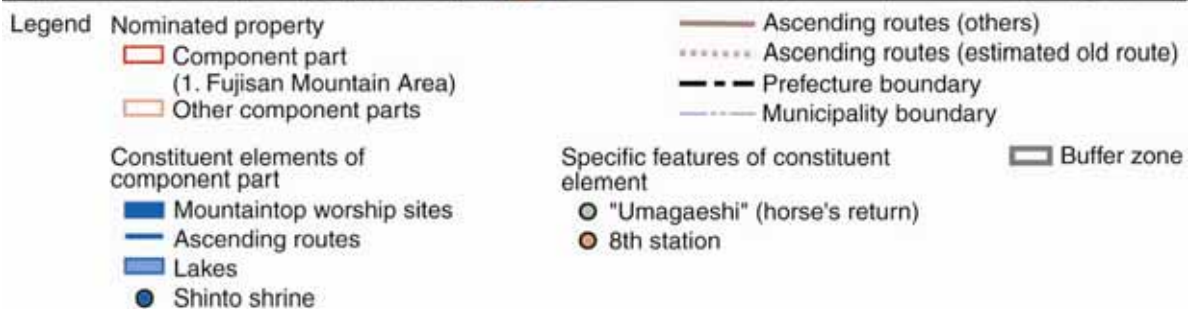 Legend
Nominated property
Component part
(1. Fujisan Mountain Area)
Other component parts
Ascending routes (others)
Ascending routes (estimated old route)
Prefecture boundary
Municipality boundary
Constituent elements of
component part
Mountaintop worship sites
Ascending routes
Lakes
Shinto shrine
Specific features of constituent
element
"Umagaeshi" (horse's return)
8th station
Buffer zone